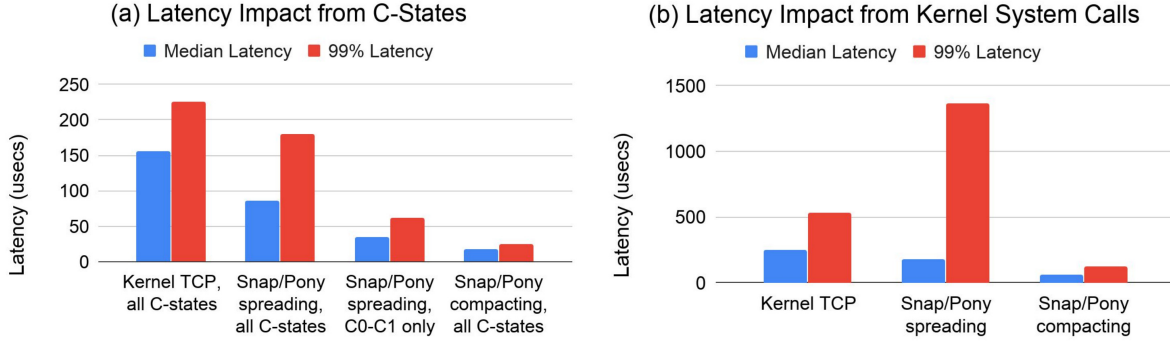 (a) Latency Impact from C-States
Median Latency 99% Latency
Latency (usecs)
250
200
150
100
50
0
Kernel TCP, all C-states
Snap/Pony spreading, all C-states
Snap/Pony spreading, C0-C1 only
Snap/Pony compacting, all C-states
(b) Latency Impact from Kernel System Calls
Median Latency 99% Latency
Latency (usecs)
1500
1000
500
0
Kernel TCP
Snap/Pony spreading
Snap/Pony compacting